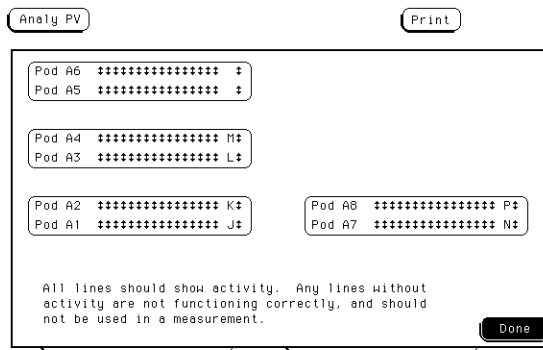 Analy PV Print
Pod A6 ↕↕↕↕↕↕↕↕↕↕↕↕↕↕↕↕ ↕
Pod A5 ↕↕↕↕↕↕↕↕↕↕↕↕↕↕↕↕ ↕
Pod A4 ↕↕↕↕↕↕↕↕↕↕↕↕↕↕↕↕ M↕
Pod A3 ↕↕↕↕↕↕↕↕↕↕↕↕↕↕↕↕ L↕
Pod A2 ↕↕↕↕↕↕↕↕↕↕↕↕↕↕↕↕ K↕ Pod A8 ↕↕↕↕↕↕↕↕↕↕↕↕↕↕↕↕ P↕
Pod A1 ↕↕↕↕↕↕↕↕↕↕↕↕↕↕↕↕ J↕ Pod A7 ↕↕↕↕↕↕↕↕↕↕↕↕↕↕↕↕ N↕
All lines should show activity. Any lines without
activity are not functioning correctly, and should
not be used in a measurement.
Done